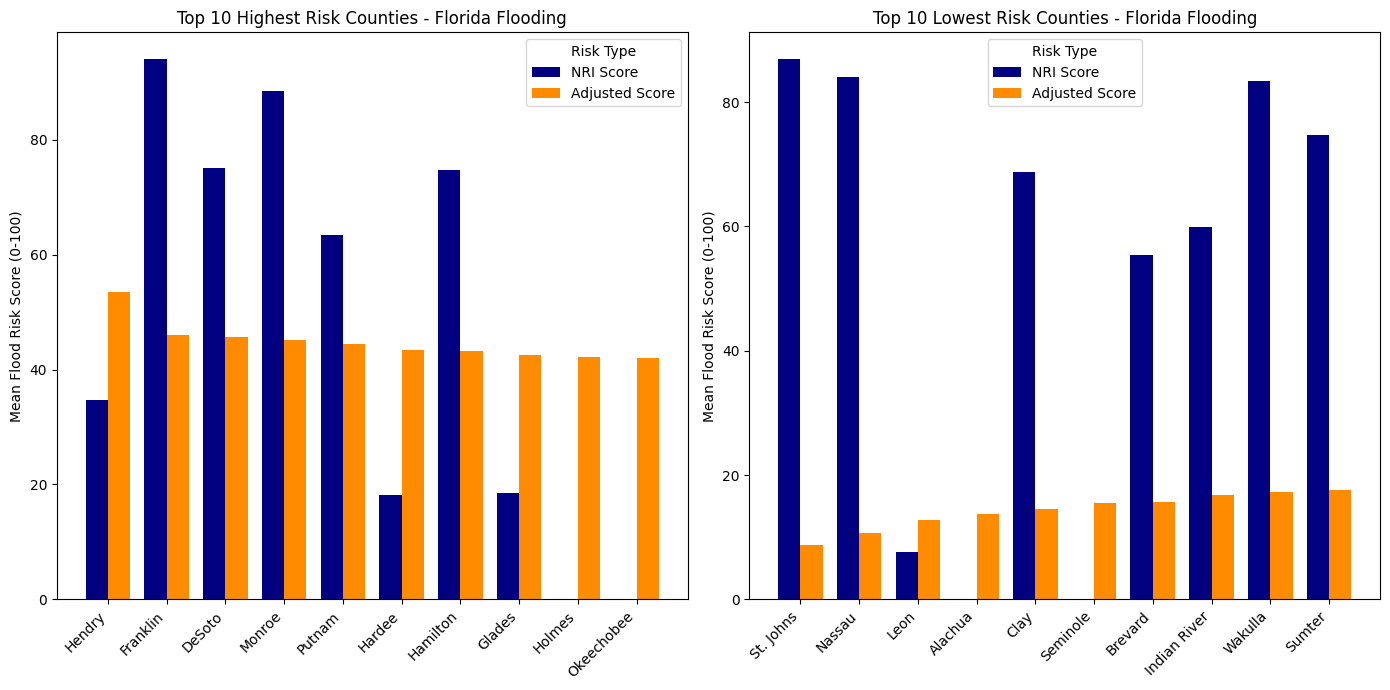 Top 10 Highest Risk Counties - Florida Flooding
Mean Flood Risk Score (0-100)
80
60
40
20
0
Risk Type
NRI Score
Adjusted Score
Hendry
Franklin
DeSoto
Monroe
Putnam
Hardee
Hamilton
Glades
Holmes
Okeechobee
Top 10 Lowest Risk Counties - Florida Flooding
Mean Flood Risk Score (0-100)
80
60
40
20
0
Risk Type
NRI Score
Adjusted Score
St. Johns
Nassau
Leon
Alachua
Clay
Seminole
Brevard
Indian River
Wakulla
Sumter